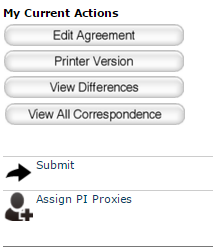 My Current Actions
Edit Agreement
Printer Version
View Differences
View All Correspondence
Submit
Assign PI Proxies